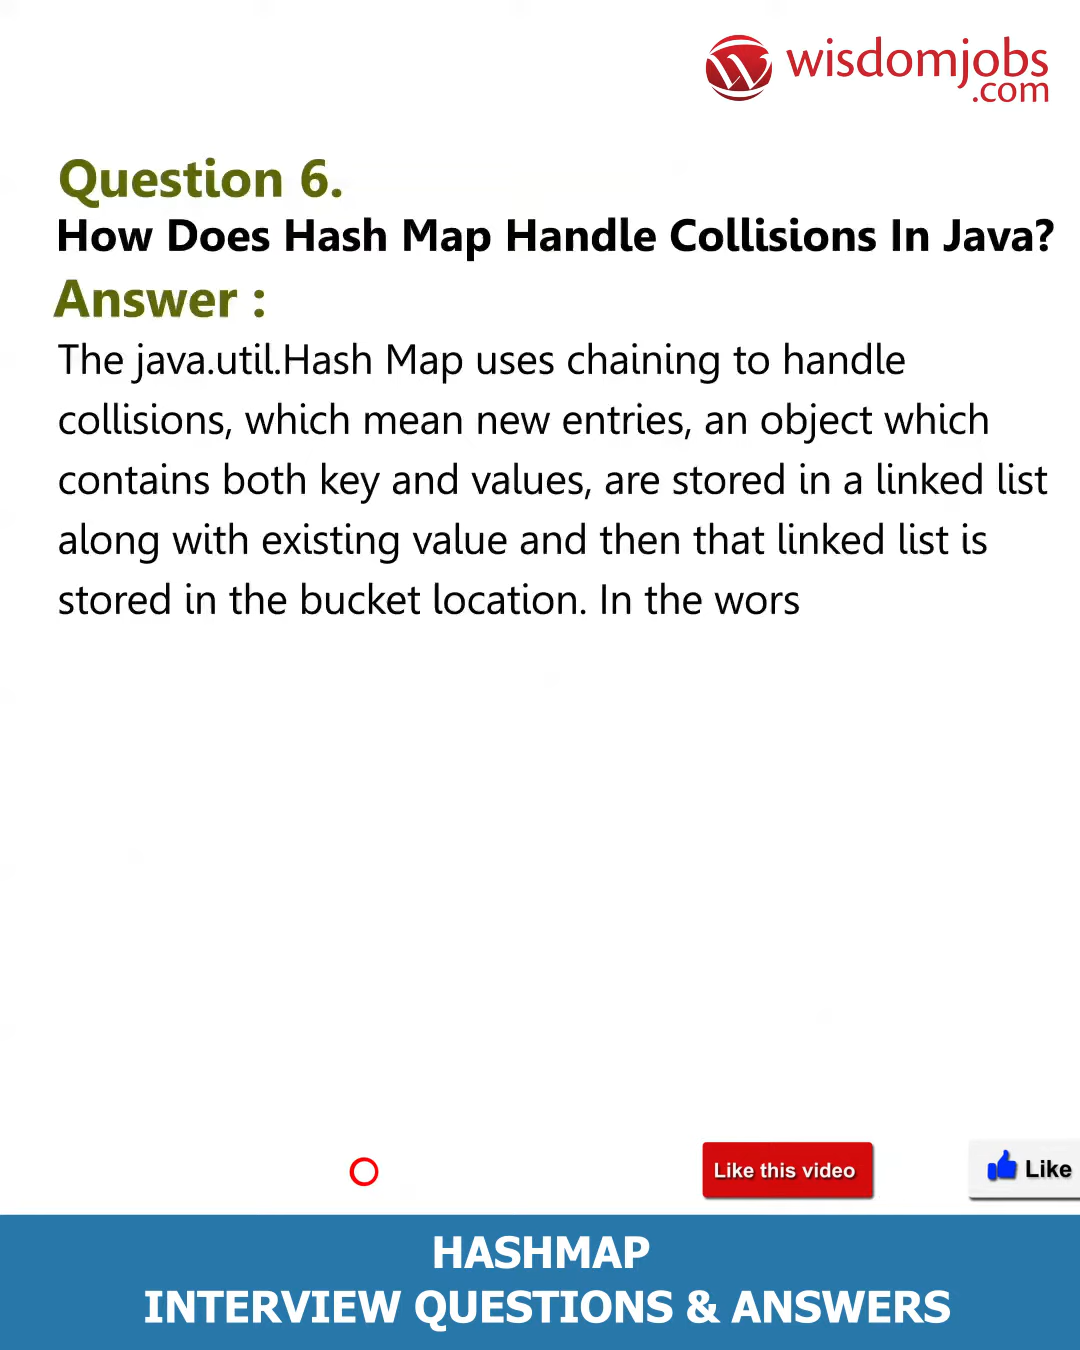 wisdomjobs
.com
Question 6.
How Does Hash Map Handle Collisions In Java?
Answer :
The java.util.Hash Map uses chaining to handle
collisions, which mean new entries, an object which
contains both key and values, are stored in a linked list
along with existing value and then that linked list is
stored in the bucket location. In the wors
Like this video
Like
HASHMAP
INTERVIEW QUESTIONS & ANSWERS